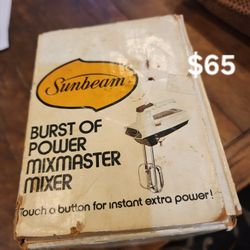 $65
Sunbeam
BURST OF
POWER
MIXMASTER
MIXER
Touch a button for instant extra power!